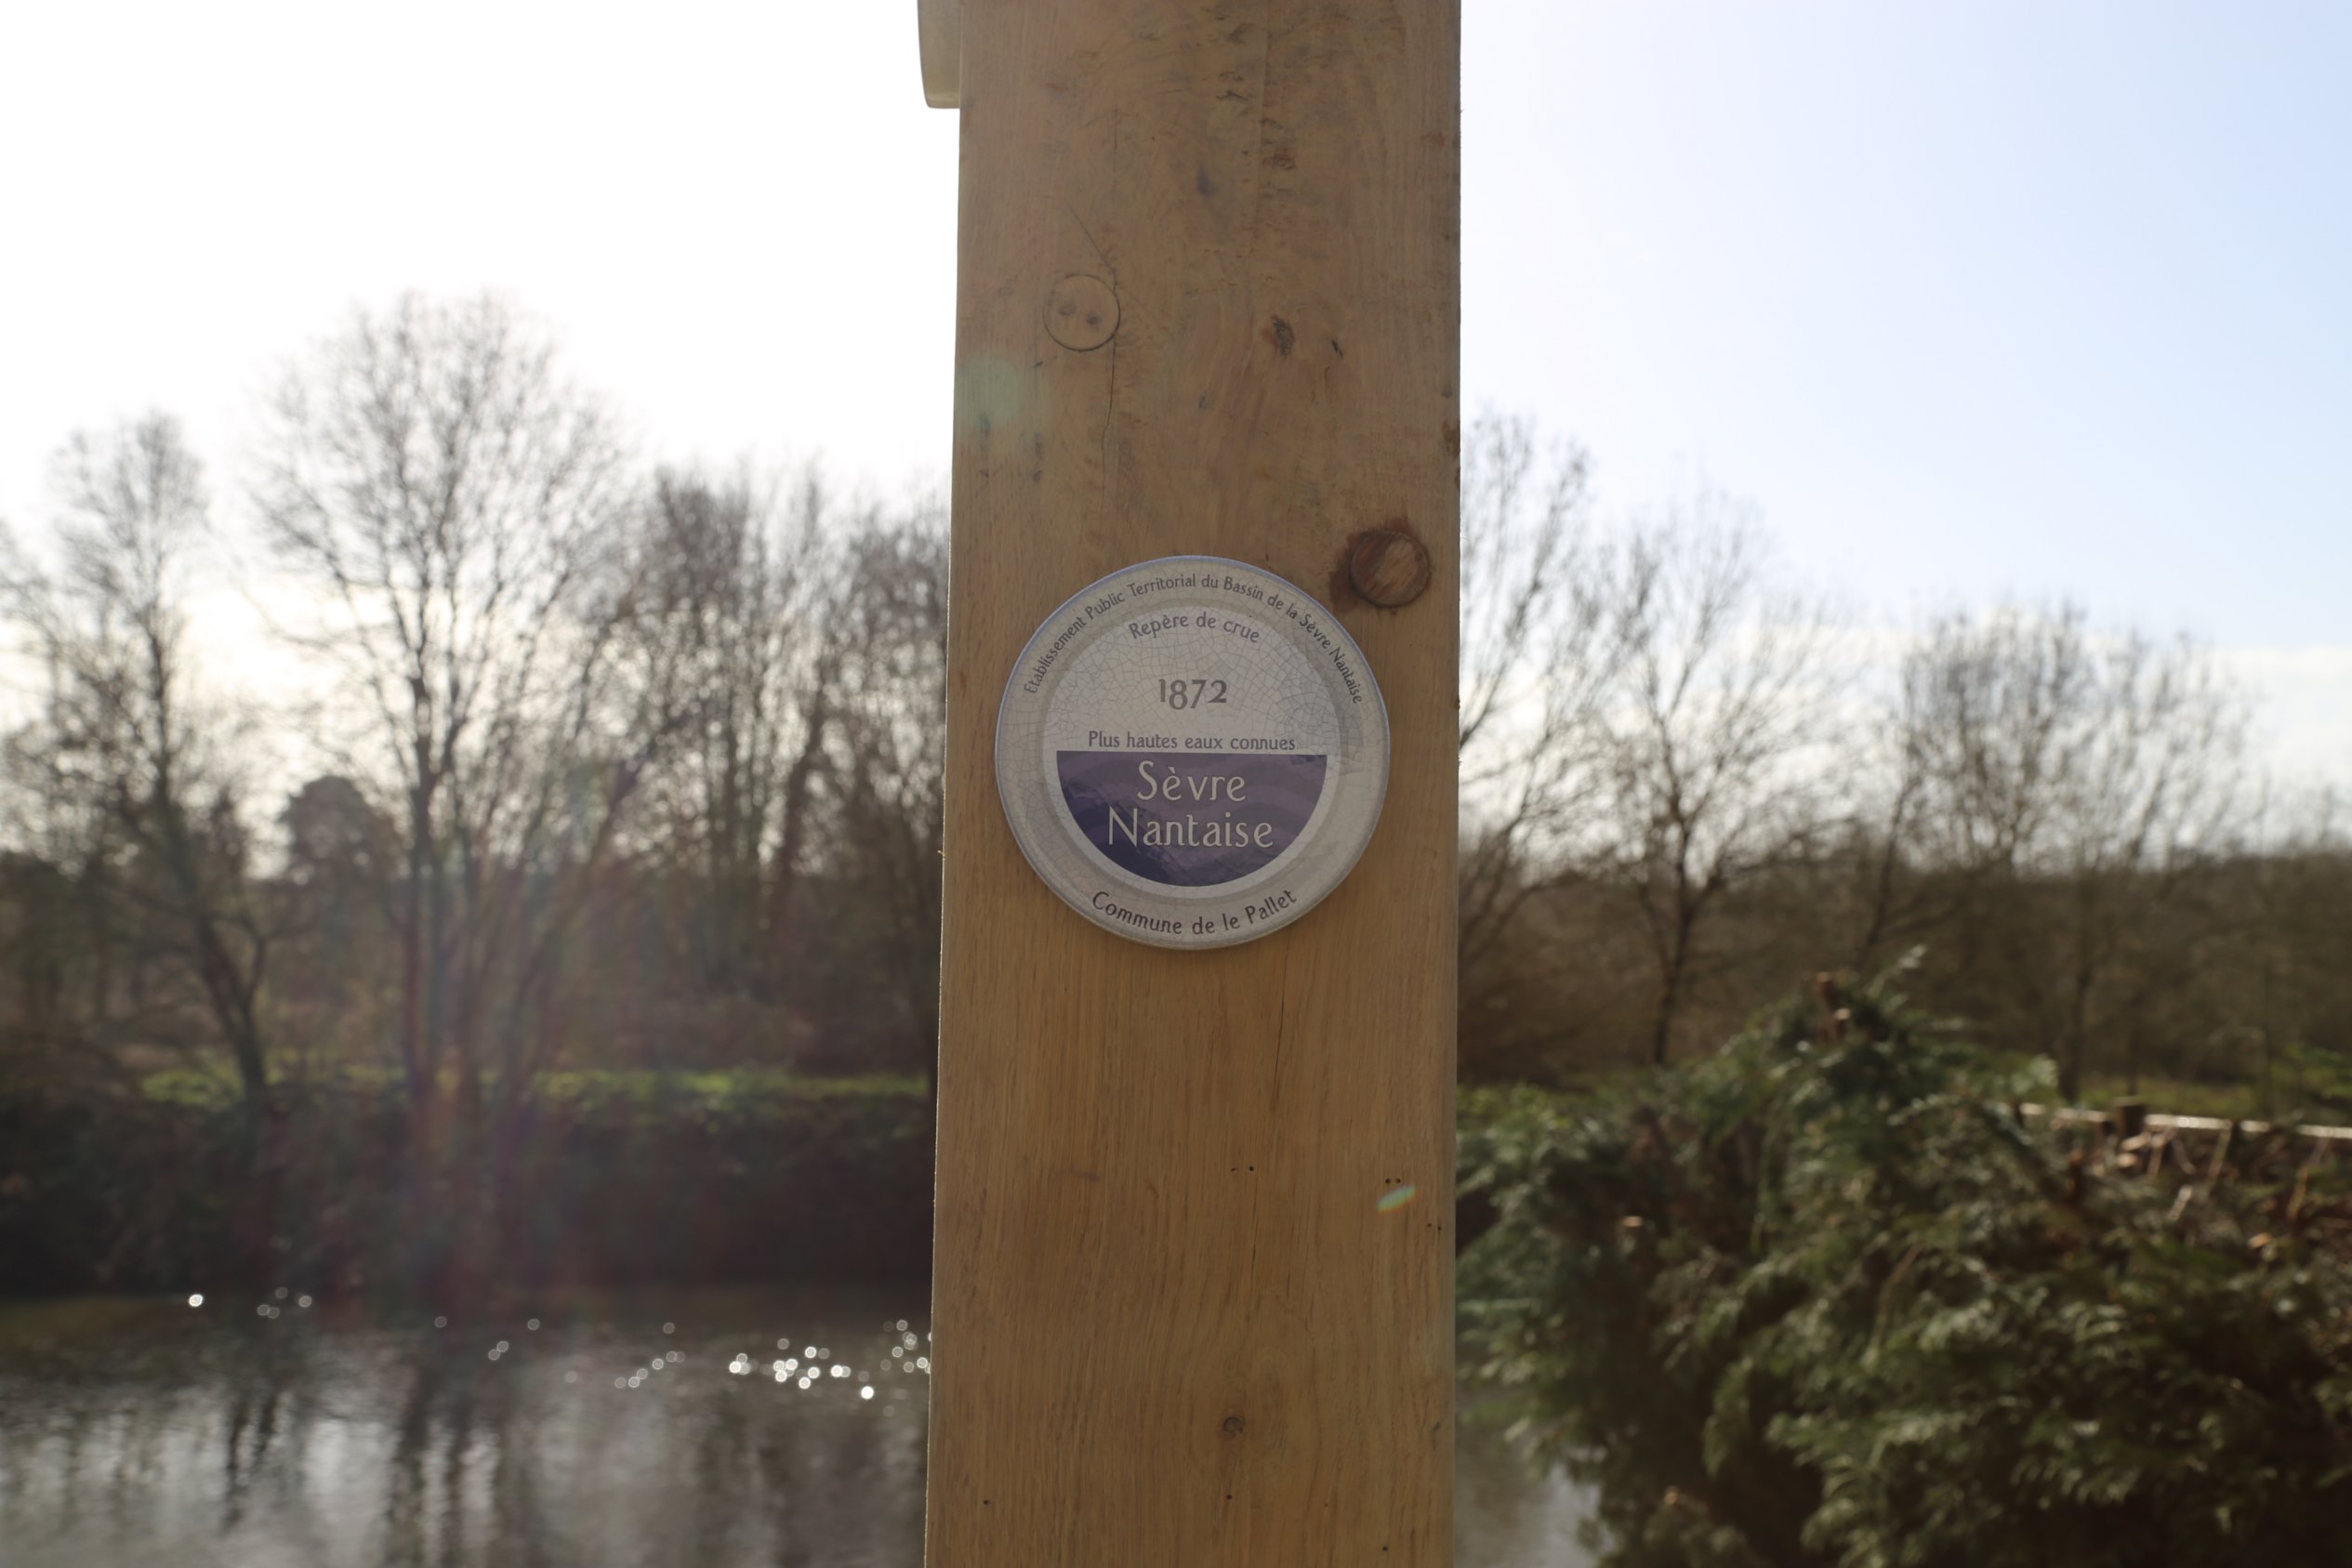 Etablissement Public Territorial du Bassin de la Sèvre Nantaise
Repère de crue
1872
Plus hautes eaux connues
Sèvre
Nantaise
Commune de le Pallet